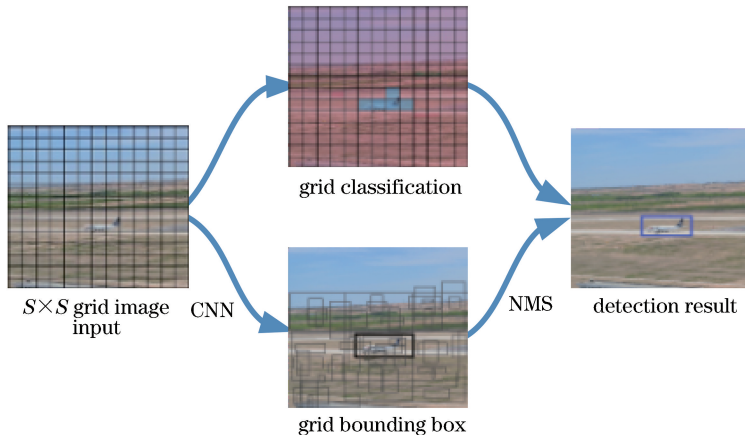 grid classification
S×S grid image
input
CNN
NMS
detection result
grid bounding box